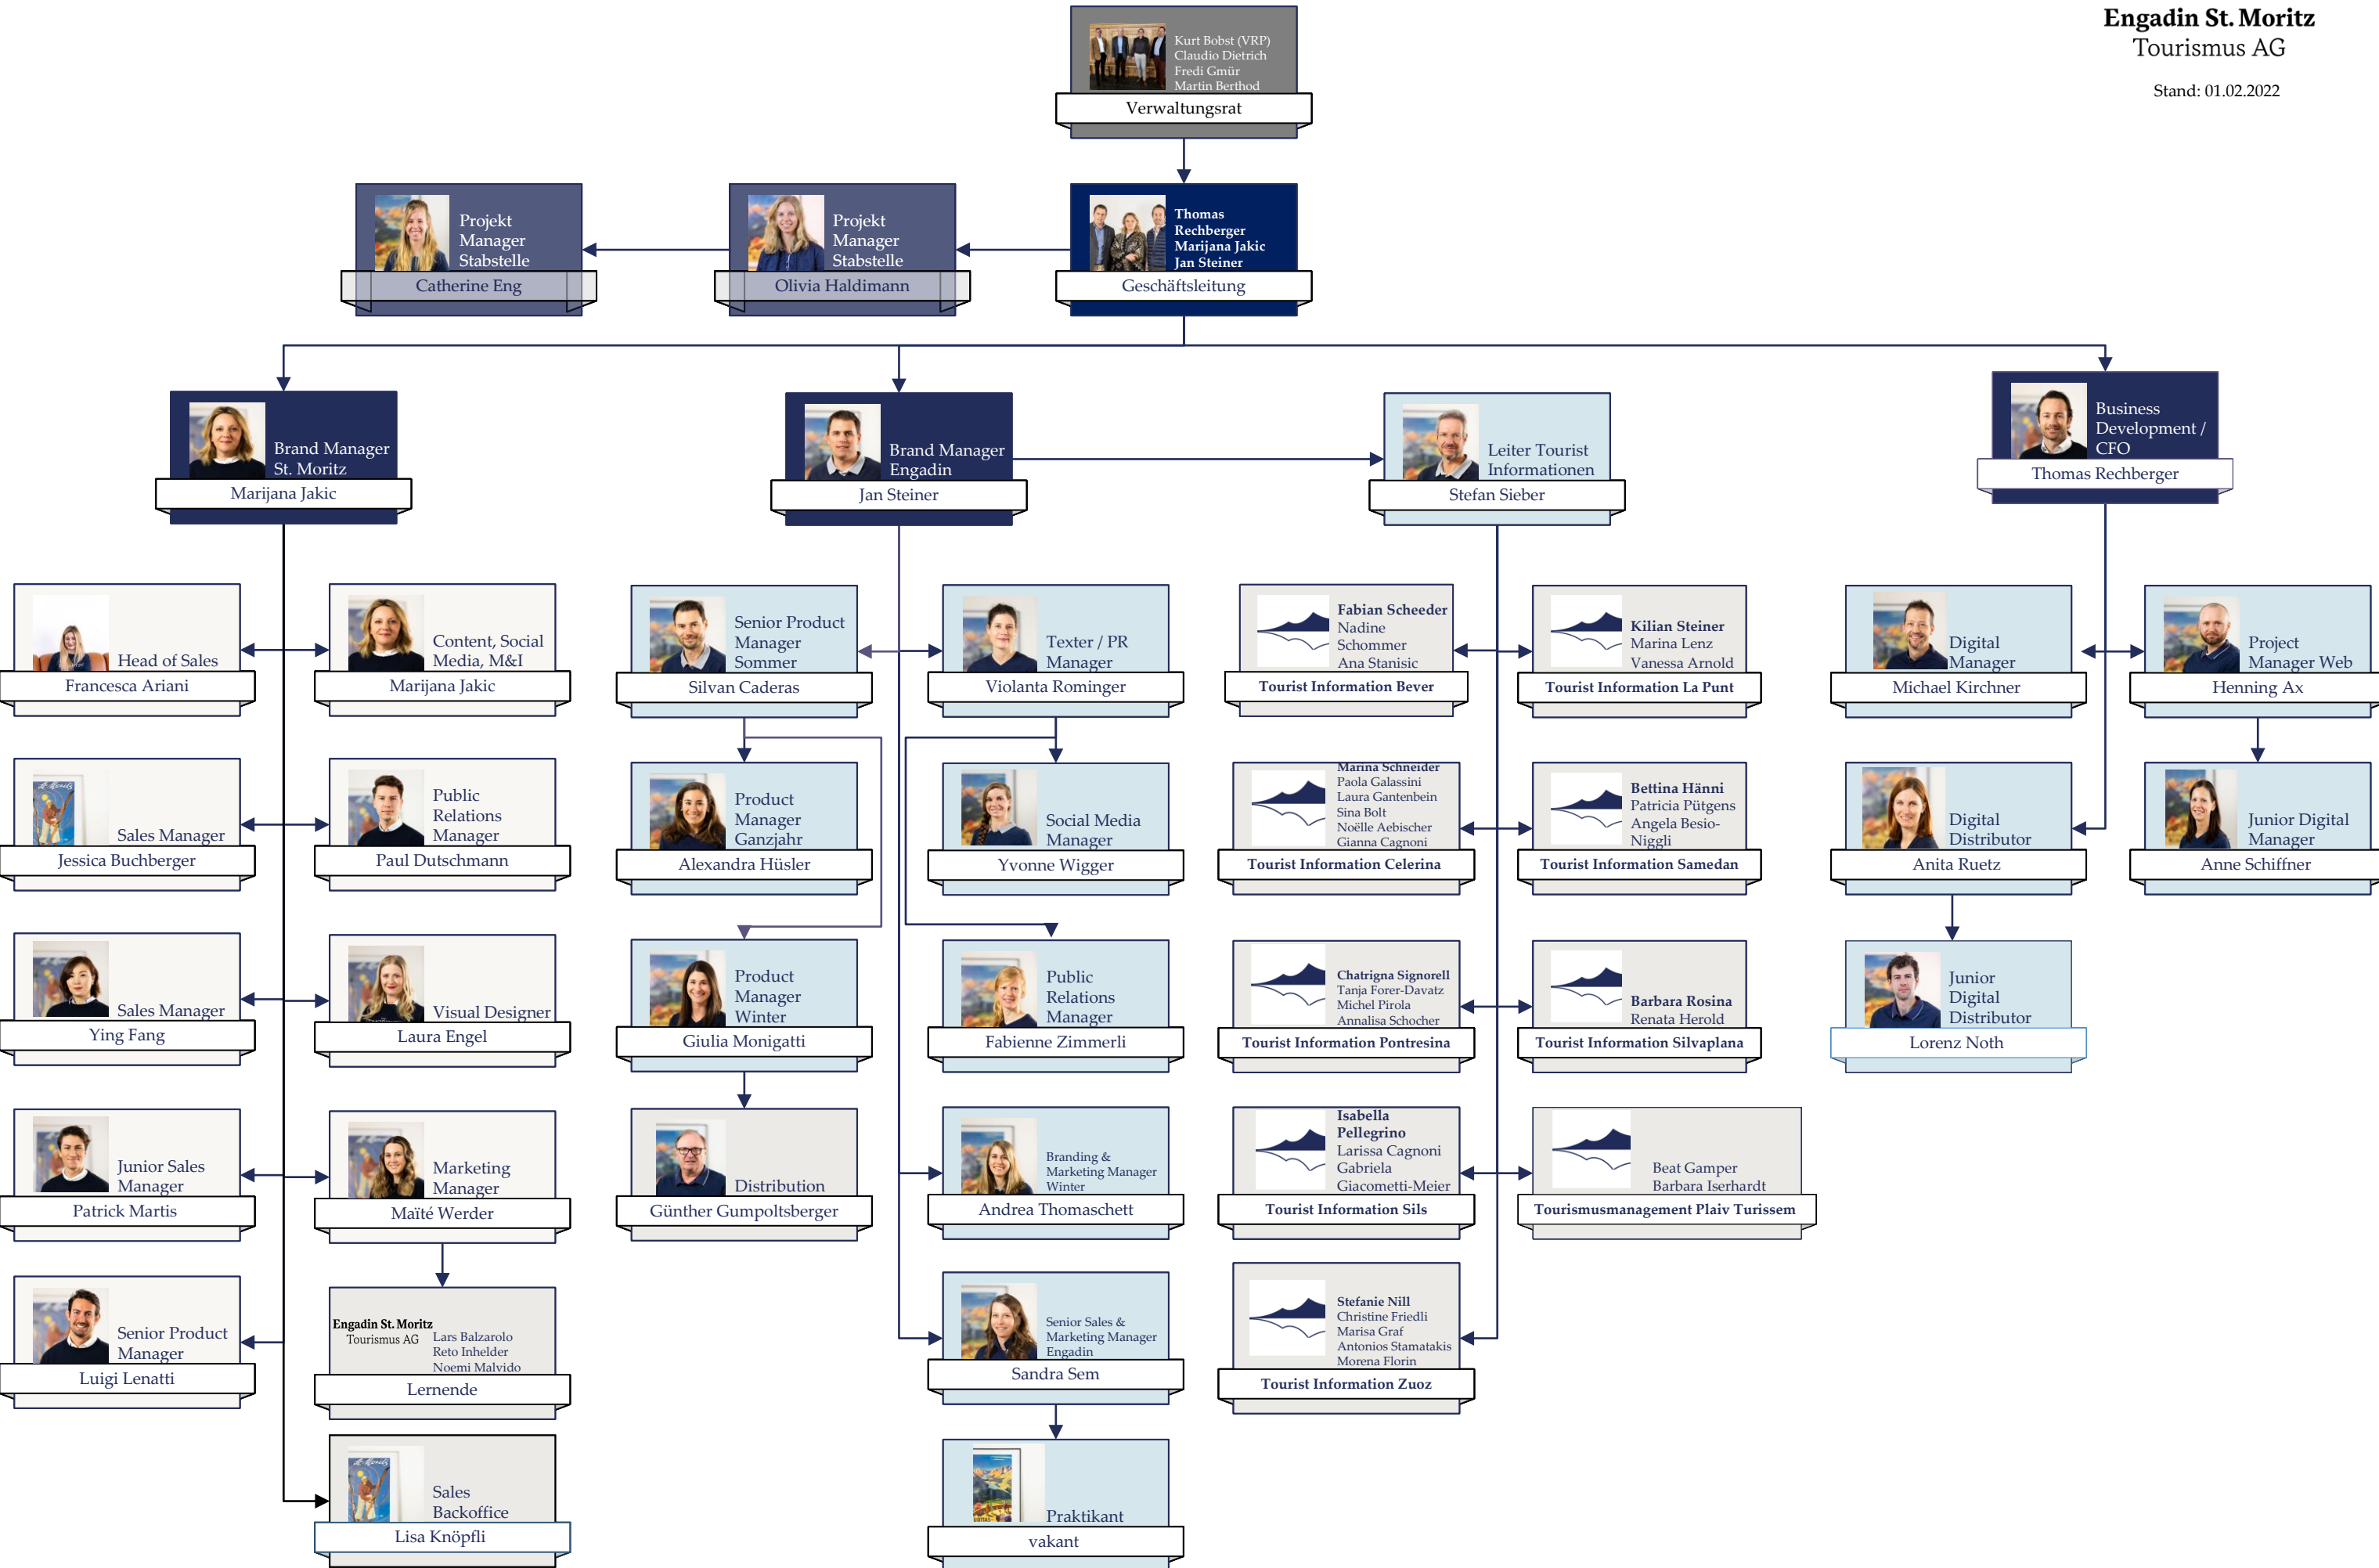 Engadin St. Moritz
Tourismus AG
Stand: 01.02.2022
Kurt Bobst (VRP)
Claudio Dietrich
Fredi Gmür
Martin Berthod
Verwaltungsrat
Projekt
Manager
Stabstelle
Catherine Eng
Projekt
Manager
Stabstelle
Olivia Haldimann
Thomas
Rechberger
Marijana Jakic
Jan Steiner
Geschäftsleitung
Brand Manager
St. Moritz
Marijana Jakic
Brand Manager
Engadin
Jan Steiner
Leiter Tourist
Informationen
Stefan Sieber
Business
Development /
CFO
Thomas Rechberger
Head of Sales
Francesca Ariani
Content, Social
Media, M&I
Marijana Jakic
Senior Product
Manager
Sommer
Silvan Caderas
Texter / PR
Manager
Violanta Rominger
Fabian Scheeder
Nadine
Schommer
Ana Stanisic
Tourist Information Bever
Kilian Steiner
Marina Lenz
Vanessa Arnold
Tourist Information La Punt
Digital
Manager
Michael Kirchner
Project
Manager Web
Henning Ax
Sales Manager
Jessica Buchberger
Public
Relations
Manager
Paul Dutschmann
Product
Manager
Ganzjahr
Alexandra Hüsler
Social Media
Manager
Yvonne Wigger
Marina Schneider
Paola Galassini
Laura Gantenbein
Sina Bolt
Noëlle Aebischer
Gianna Cagnoni
Tourist Information Celerina
Bettina Hänni
Patricia Pütgens
Angela Besio-
Niggli
Tourist Information Samedan
Digital
Distributor
Anita Ruetz
Junior Digital
Manager
Anne Schiffner
Sales Manager
Ying Fang
Visual Designer
Laura Engel
Product
Manager
Winter
Giulia Monigatti
Public
Relations
Manager
Fabienne Zimmerli
Chatrigna Signorell
Tanja Forer-Davatz
Michel Pirola
Annalisa Schocher
Tourist Information Pontresina
Barbara Rosina
Renata Herold
Tourist Information Silvaplana
Junior
Digital
Distributor
Lorenz Noth
Junior Sales
Manager
Patrick Martis
Marketing
Manager
Maïté Werder
Distribution
Günther Gumpoltsberger
Branding &
Marketing Manager
Winter
Andrea Thomaschett
Isabella
Pellegrino
Larissa Cagnoni
Gabriela
Giacometti-Meier
Tourist Information Sils
Beat Gamper
Barbara Iserhardt
Tourismusmanagement Plaiv Turissem
Senior Product
Manager
Luigi Lenatti
Engadin St. Moritz
Tourismus AG
Lars Balzarolo
Reto Inhelder
Noemi Malvido
Lernende
Senior Sales &
Marketing Manager
Engadin
Sandra Sem
Stefanie Nill
Christine Friedli
Marisa Graf
Antonios Stamatakis
Morena Florin
Tourist Information Zuoz
Sales
Backoffice
Lisa Knöpfli
Praktikant
vakant